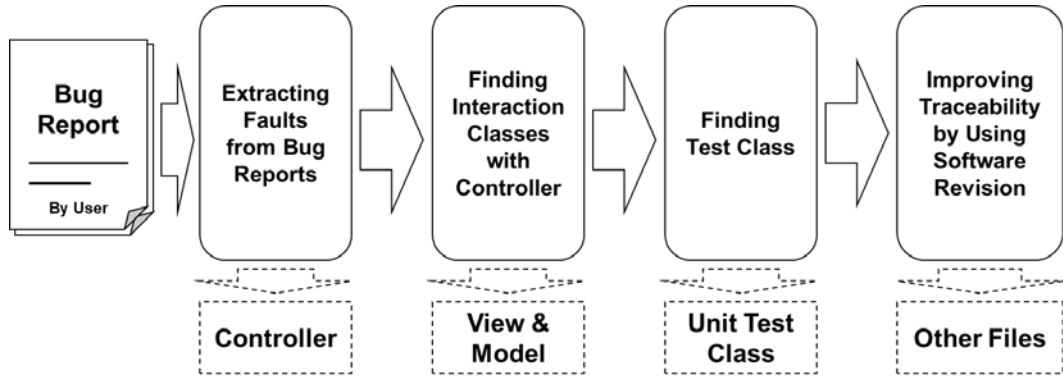 Bug
Report
By User
Extracting
Faults
from Bug
Reports
Finding
Interaction
Classes
with
Controller
Finding
Test Class
Improving
Traceability
by Using
Software
Revision
Controller
View &
Model
Unit Test
Class
Other Files